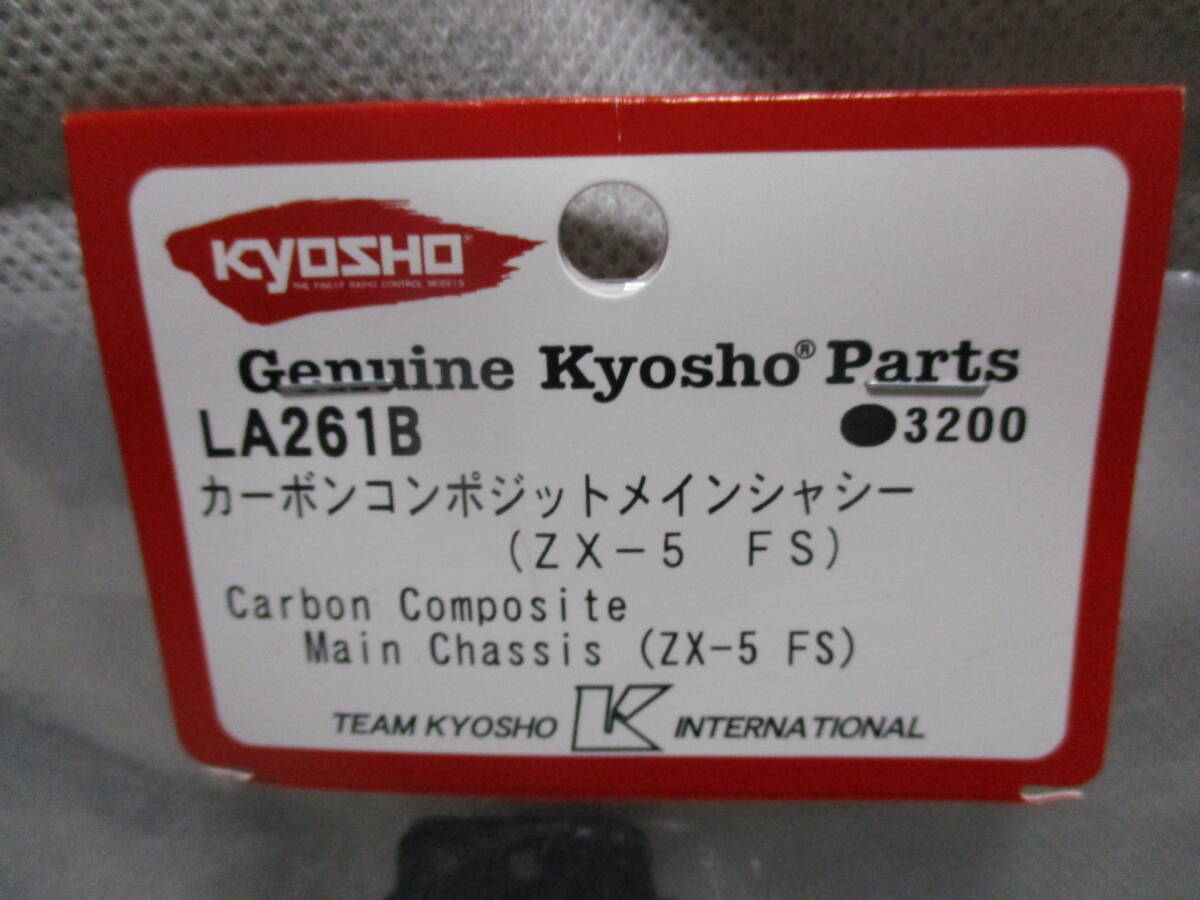 KYOSHO®
THE FINEST RADIO CONTROL MODELS
Genuine Kyosho® Parts
LA261B ●3200
カーボンコンポジットメインシャシー
(ZX-5 FS)
Carbon Composite
Main Chassis (ZX-5 FS)
TEAM KYOSHO K INTERNATIONAL